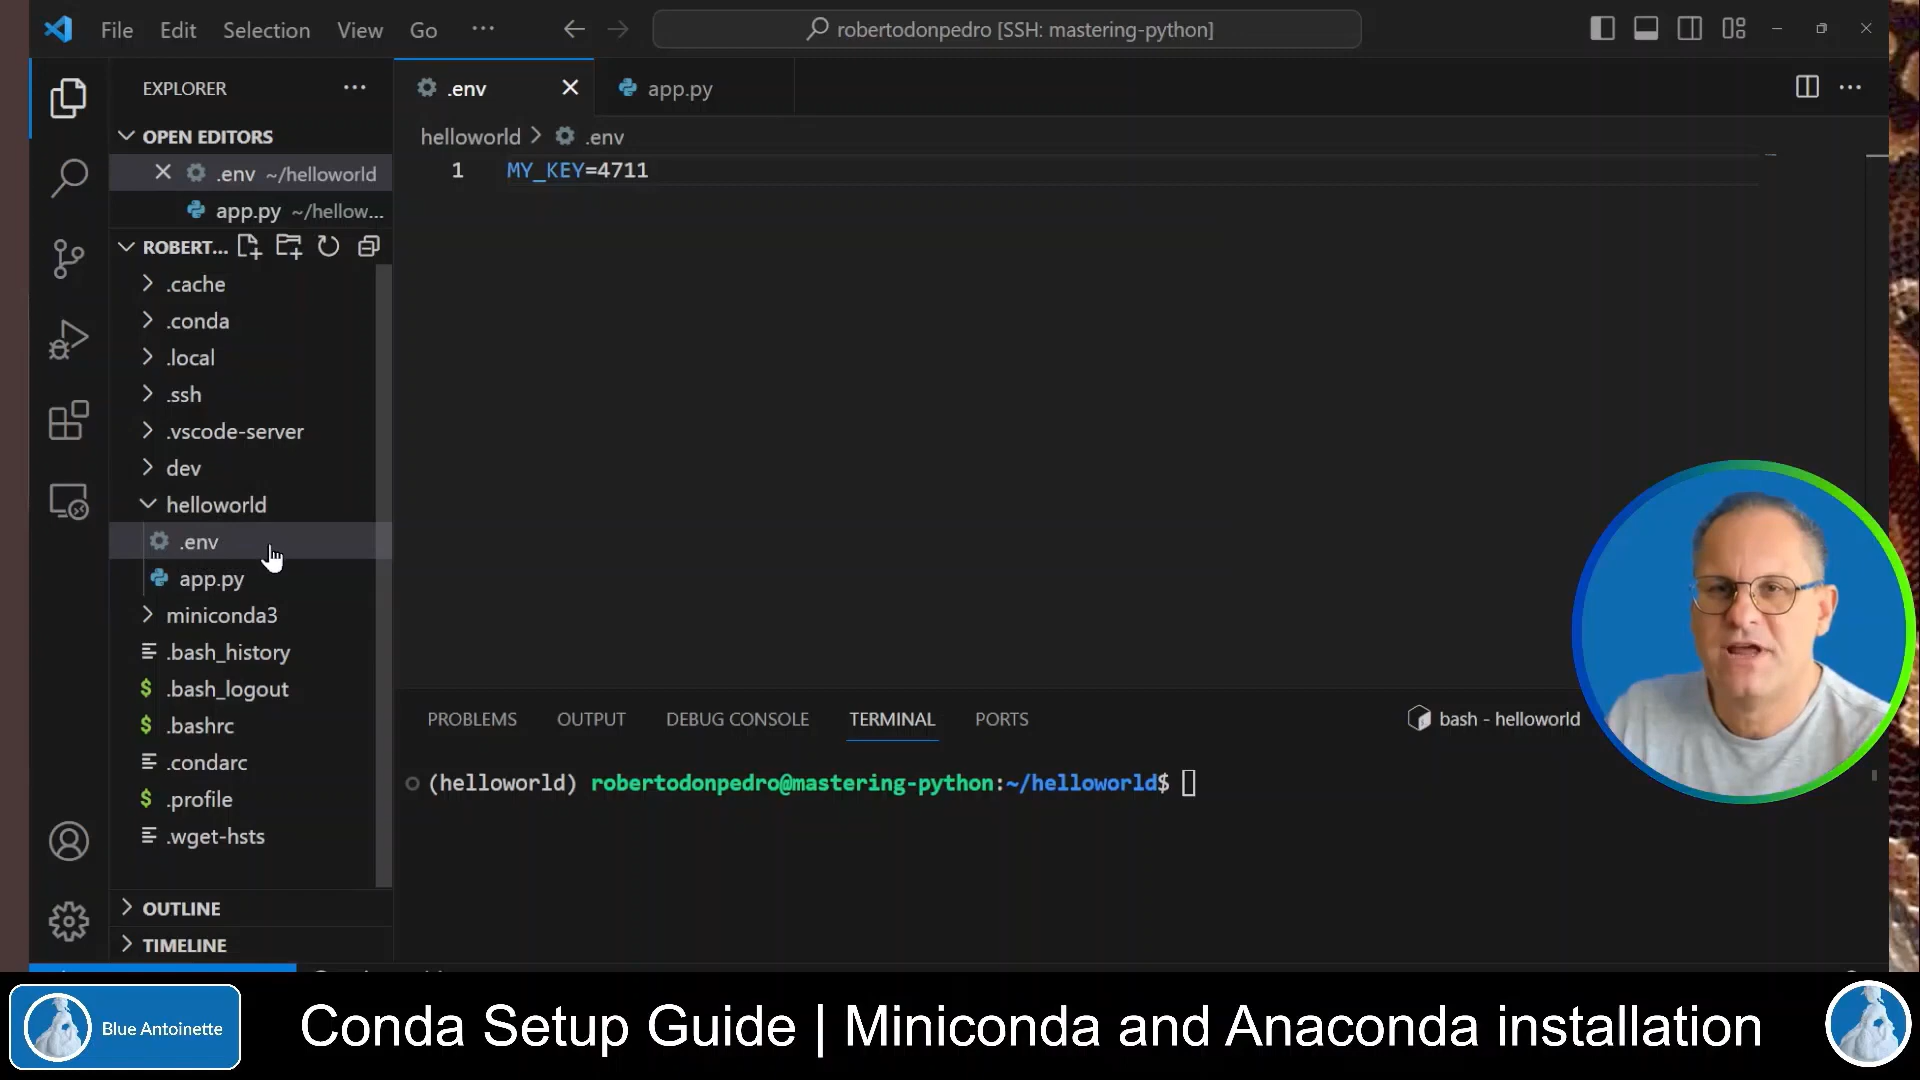 File Edit Selection View Go ···
robertodonpedro [SSH: mastering-python]
EXPLORER
OPEN EDITORS
.env ~/helloworld
app.py ~/hellow...
ROBERT...
.cache
.conda
.local
.ssh
.vscode-server
dev
helloworld
.env
app.py
miniconda3
.bash_history
.bash_logout
.bashrc
.condarc
.profile
.wget-hsts
OUTLINE
TIMELINE
.env
app.py
helloworld > .env
1 MY_KEY=4711
PROBLEMS OUTPUT DEBUG CONSOLE TERMINAL PORTS
bash - helloworld
(helloworld) robertodonpedro@mastering-python:~/helloworld$
Blue Antoinette
Conda Setup Guide | Miniconda and Anaconda installation